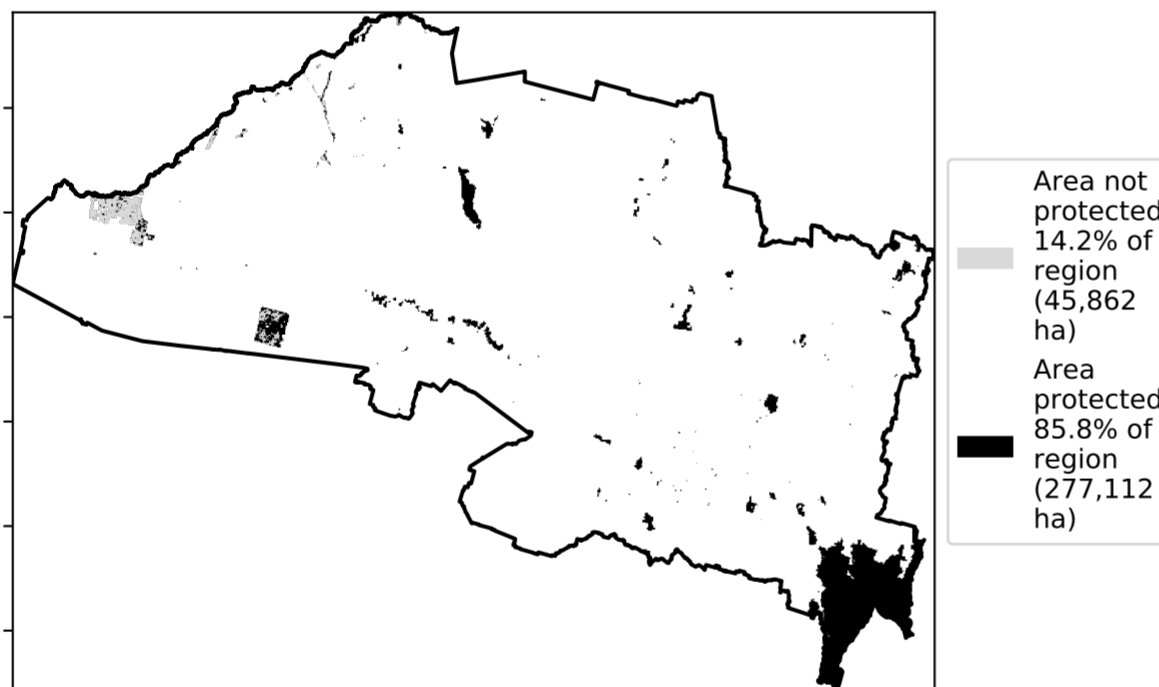 Area not
protected
14.2% of
region
(45,862
ha)
Area
protected
85.8% of
region
(277,112
ha)